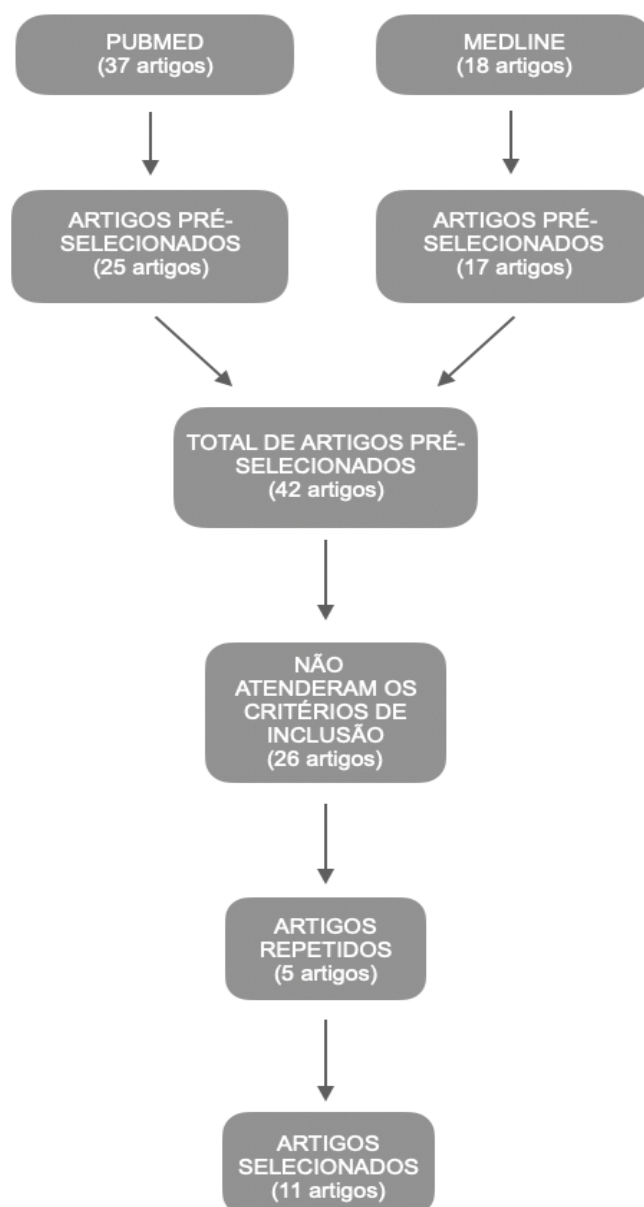 PUBMED
(37 artigos)
MEDLINE
(18 artigos)
ARTIGOS PRÉ-
SELECIONADOS
(25 artigos)
ARTIGOS PRÉ-
SELECIONADOS
(17 artigos)
TOTAL DE ARTIGOS PRÉ-
SELECIONADOS
(42 artigos)
NÃO
ATENDERAM OS
CRITÉRIOS DE
INCLUSÃO
(26 artigos)
ARTIGOS
REPETIDOS
(5 artigos)
ARTIGOS
SELECIONADOS
(11 artigos)